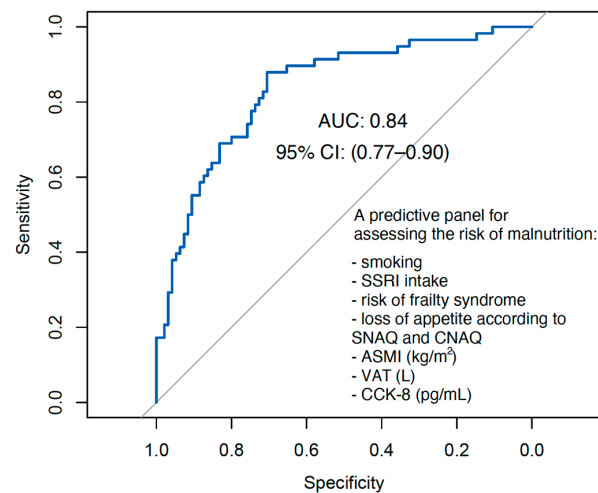 1.0
0.8
0.6
0.4
0.2
0.0
Sensitivity
AUC: 0.84
95% CI: (0.77–0.90)
A predictive panel for
assessing the risk of malnutrition:
- smoking
- SSRI intake
- risk of frailty syndrome
- loss of appetite according to
SNAQ and CNAQ
- ASMI (kg/m²)
- VAT (L)
- CCK-8 (pg/mL)
1.0 0.8 0.6 0.4 0.2 0.0
Specificity